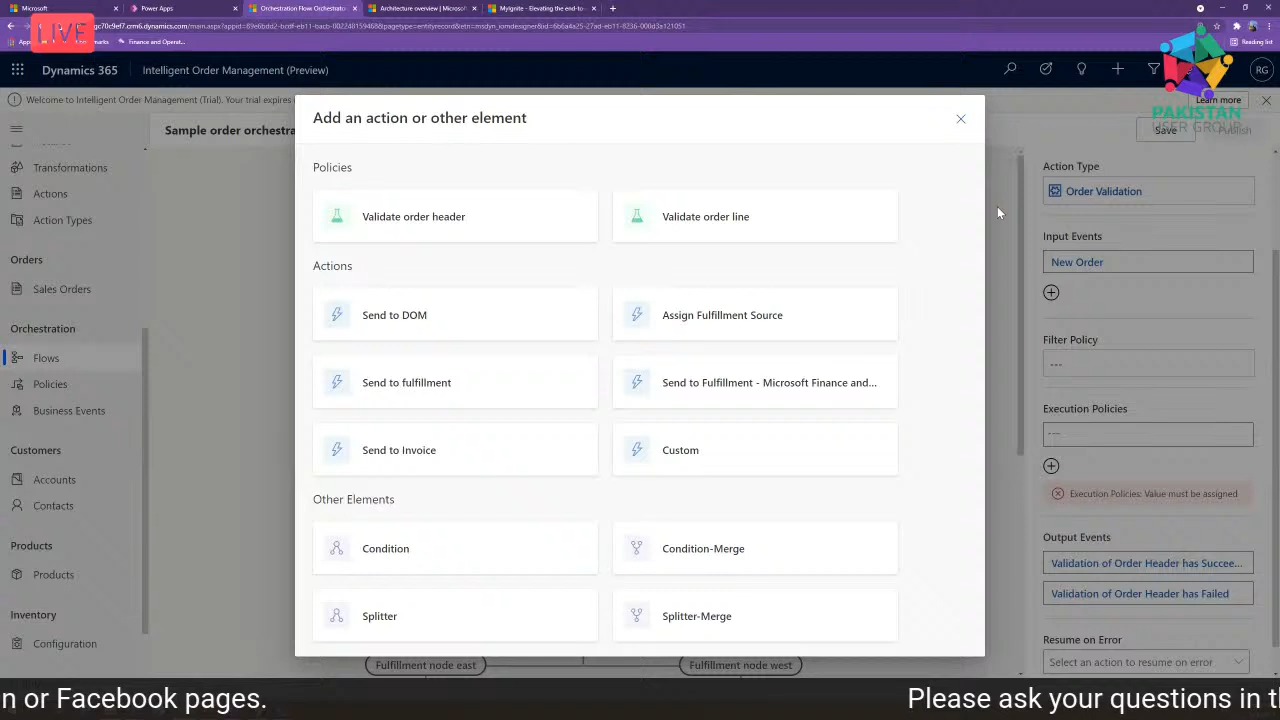 Microsoft
Power Apps
Orchestration Flow Orchestrato
Architecture overview | Microsof
MyIgnite - Elevating the end-to-
LIVE
marks
Finance and Operat...
Reading list
Dynamics 365
Intelligent Order Management (Preview)
RG
Welcome to Intelligent Order Management (Trial). Your trial expires
Learn more
PAKISTAN
USER GROUP
Sample order orchestra
Save
Publish
Transformations
Actions
Action Types
Orders
Sales Orders
Orchestration
Flows
Policies
Business Events
Customers
Accounts
Contacts
Products
Products
Inventory
Configuration
Add an action or other element
Policies
Validate order header
Validate order line
Actions
Send to DOM
Assign Fulfillment Source
Send to fulfillment
Send to Fulfillment - Microsoft Finance and...
Send to Invoice
Custom
Other Elements
Condition
Condition-Merge
Splitter
Splitter-Merge
Fulfillment node east
Fulfillment node west
Action Type
Order Validation
Input Events
New Order
Filter Policy
---
Execution Policies
---
Execution Policies: Value must be assigned
Output Events
Validation of Order Header has Succee...
Validation of Order Header has Failed
Resume on Error
Select an action to resume on error
n or Facebook pages.
Please ask your questions in t